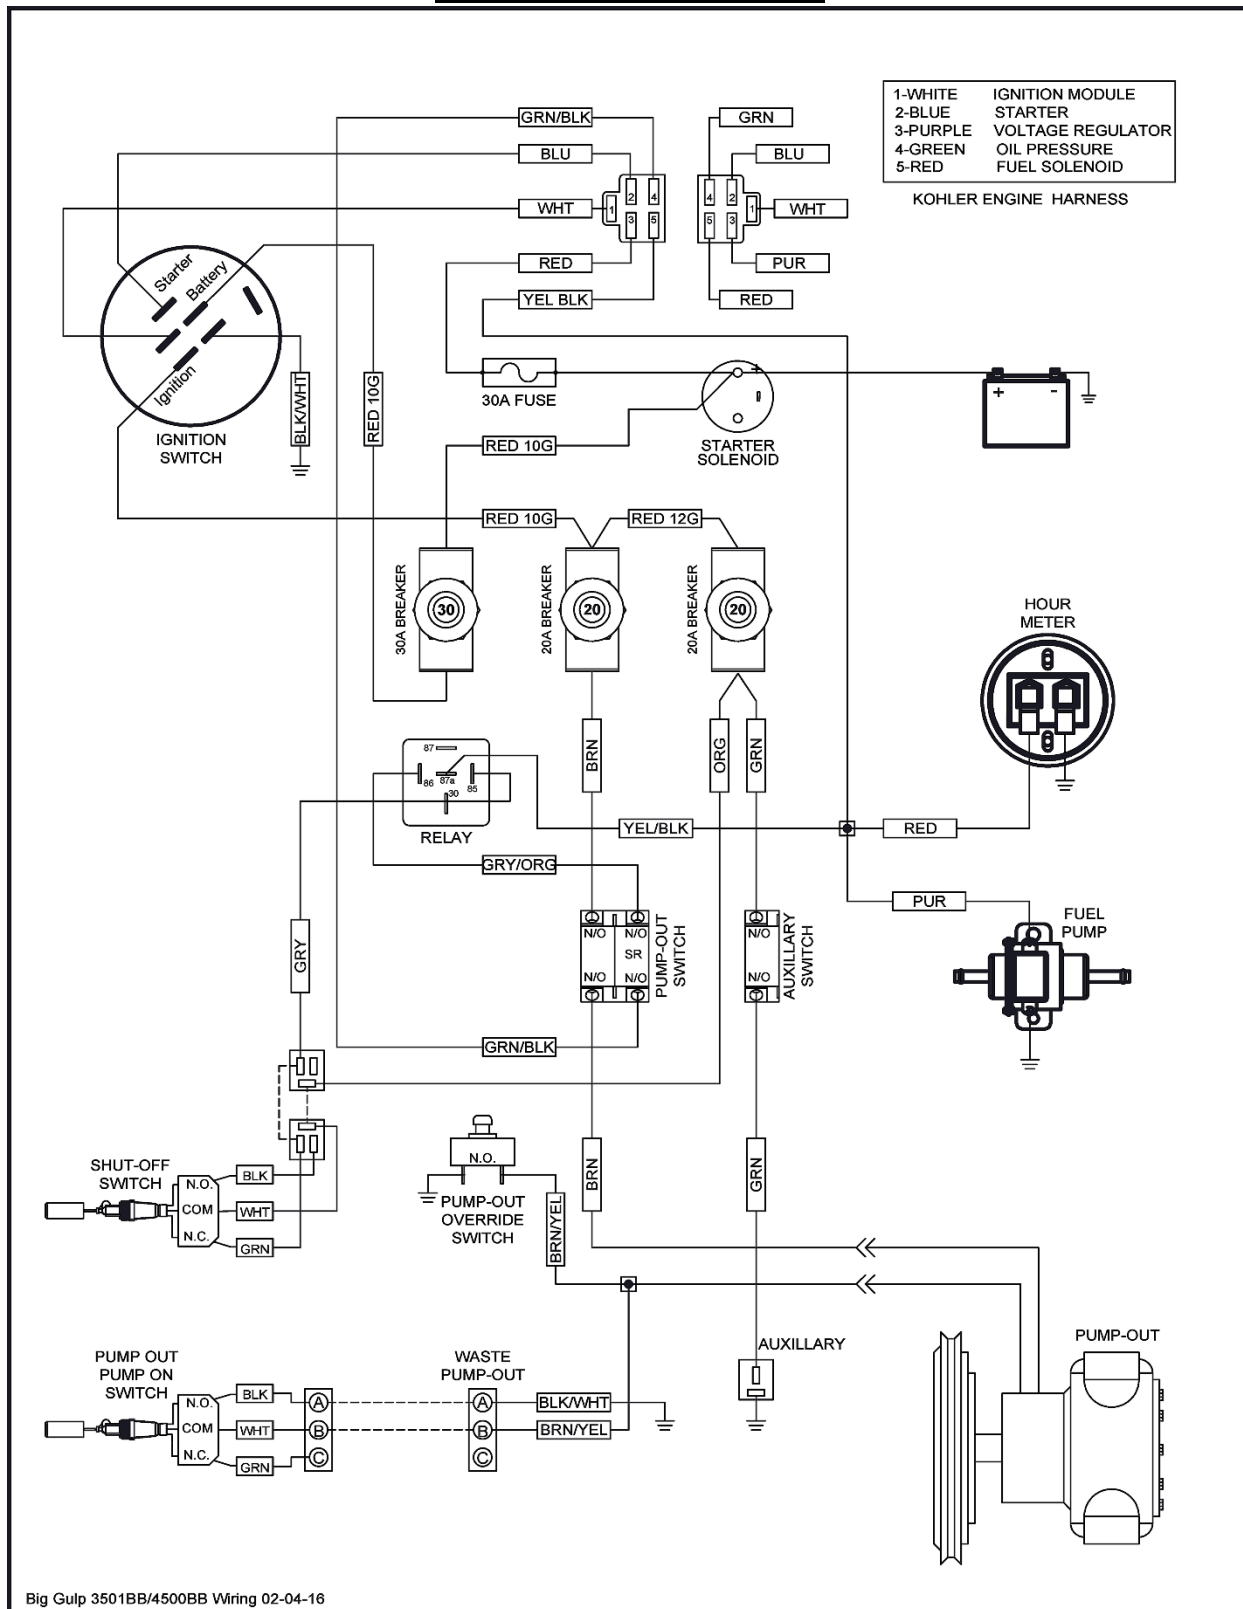 1-WHITE IGNITION MODULE
2-BLUE STARTER
3-PURPLE VOLTAGE REGULATOR
4-GREEN OIL PRESSURE
5-RED FUEL SOLENOID
KOHLER ENGINE HARNESS
GRN/BLK
GRN
BLU
BLU
WHT
1
2
4
3
5
4
2
5
3
1
WHT
RED
PUR
YEL BLK
RED
Starter
Battery
Ignition
IGNITION
SWITCH
BLK/WHT
RED 10G
30A FUSE
+
STARTER
SOLENOID
+ -
RED 10G
RED 10G
RED 12G
30A BREAKER
30
20A BREAKER
20
20A BREAKER
20
HOUR
METER
BRN
ORG
GRN
87
86
87a
85
30
RELAY
YEL/BLK
RED
GRY/ORG
PUR
FUEL
PUMP
GRY
N/O N/O
SR
N/O N/O
PUMP-OUT
SWITCH
N/O
N/O
AUXILLARY
SWITCH
GRN/BLK
SHUT-OFF
SWITCH
N.O.
COM
N.C.
BLK
WHT
GRN
N.O.
PUMP-OUT
OVERRIDE
SWITCH
BRN/YEL
BRN
GRN
PUMP OUT
PUMP ON
SWITCH
N.O.
COM
N.C.
BLK
WHT
GRN
A
B
C
WASTE
PUMP-OUT
A
B
C
BLK/WHT
BRN/YEL
AUXILLARY
PUMP-OUT
Big Gulp 3501BB/4500BB Wiring 02-04-16